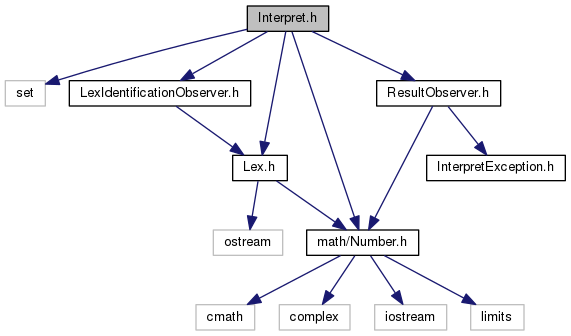 Interpret.h
set
LexIdentificationObserver.h
ResultObserver.h
Lex.h
InterpretException.h
ostream
math/Number.h
cmath
complex
iostream
limits